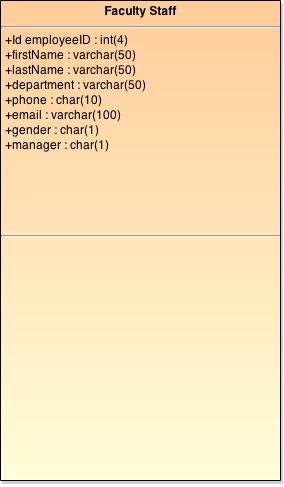 Faculty Staff
+Id employeeID : int(4)
+firstName : varchar(50)
+lastName : varchar(50)
+department : varchar(50)
+phone : char(10)
+email : varchar(100)
+gender : char(1)
+manager : char(1)